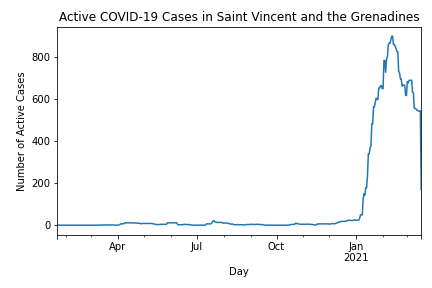 Active COVID-19 Cases in Saint Vincent and the Grenadines
Number of Active Cases
800
600
400
200
0
Apr
Jul
Oct
Jan
2021
Day